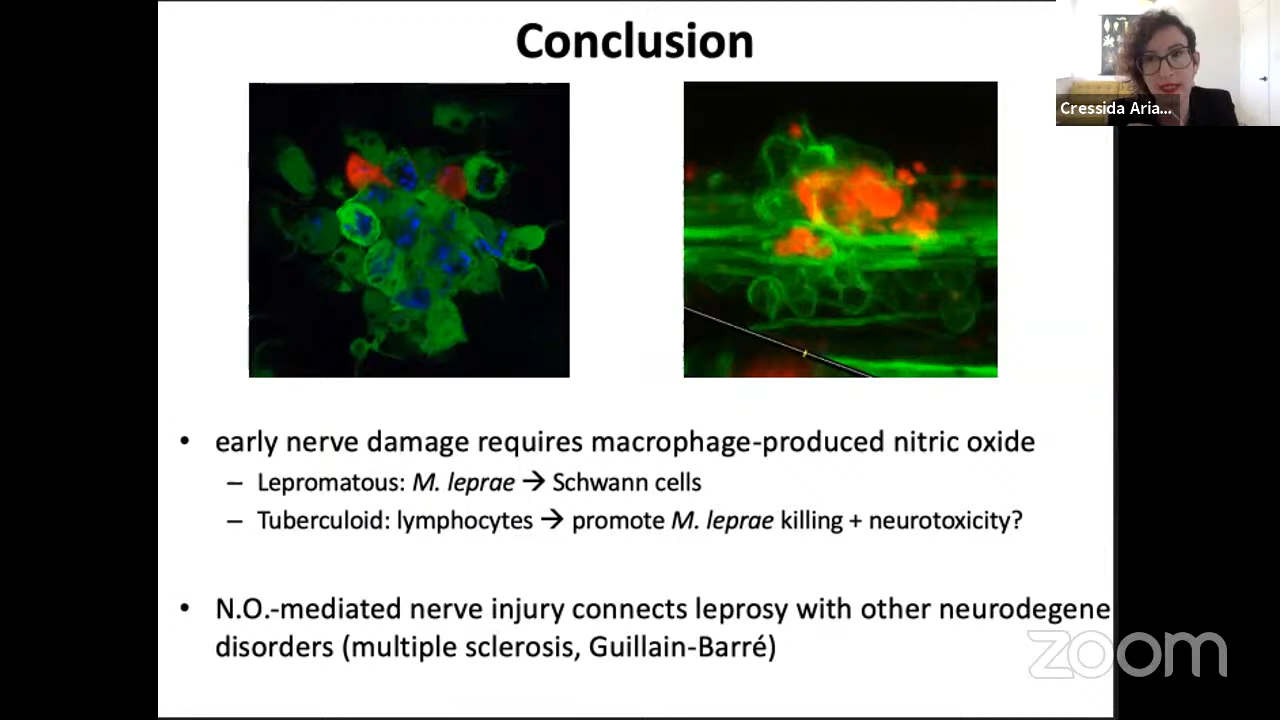 Conclusion
Cressida Aria...
• early nerve damage requires macrophage-produced nitric oxide
– Lepromatous: M. leprae → Schwann cells
– Tuberculoid: lymphocytes → promote M. leprae killing + neurotoxicity?
• N.O.-mediated nerve injury connects leprosy with other neurodegene
disorders (multiple sclerosis, Guillain-Barré)
zoom